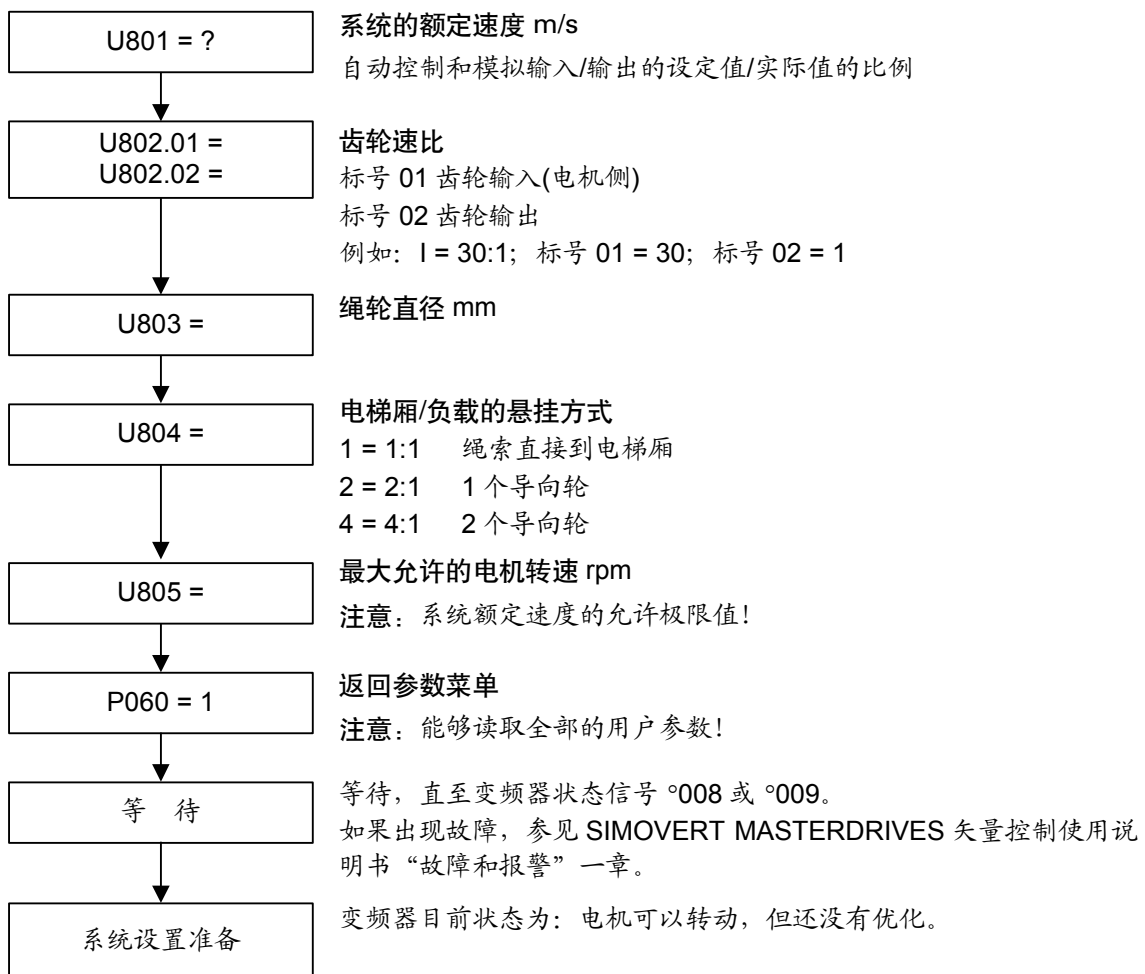 U801 = ?
系统的额定速度 m/s
自动控制和模拟输入/输出的设定值/实际值的比例
U802.01 =
U802.02 =
齿轮速比
标号 01 齿轮输入(电机侧)
标号 02 齿轮输出
例如：I = 30:1；标号 01 = 30；标号 02 = 1
U803 =
绳轮直径 mm
U804 =
电梯厢/负载的悬挂方式
1 = 1:1 绳索直接到电梯厢
2 = 2:1 1 个导向轮
4 = 4:1 2 个导向轮
U805 =
最大允许的电机转速 rpm
注意：系统额定速度的允许极限值！
P060 = 1
返回参数菜单
注意：能够读取全部的用户参数！
等 待
等待，直至变频器状态信号 °008 或 °009。
如果出现故障，参见 SIMOVERT MASTERDRIVES 矢量控制使用说
明书“故障和报警”一章。
系统设置准备
变频器目前状态为：电机可以转动，但还没有优化。